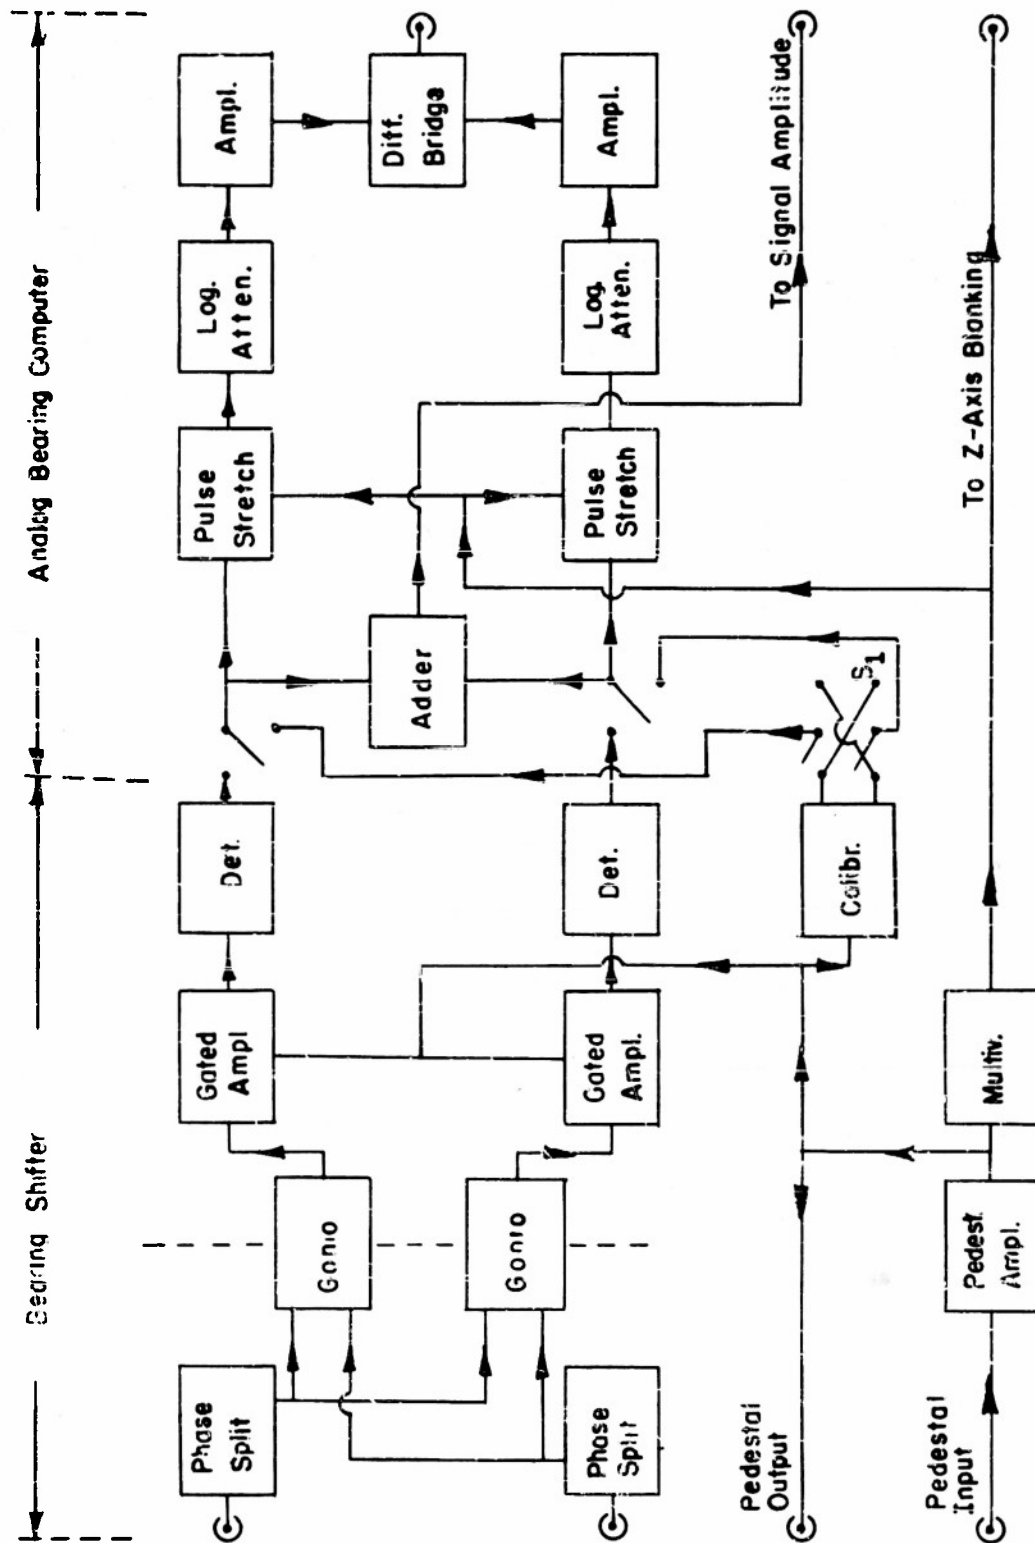 Bearing Shifter
Analog Bearing Computer
Phase
Split
Gonio
Gated
Ampl
Det.
Pulse
Stretch
Log.
Atten.
Ampl.
Adder
Diff.
Bridge
Phase
Split
Gonio
Gated
Ampl.
Det.
Pulse
Stretch
Log.
Atten.
Ampl.
Pedestal
Output
Calibr.
S1
To Signal Amplitude
Pedestal
Input
Pedest.
Ampl.
Multiv.
To Z-Axis Blanking